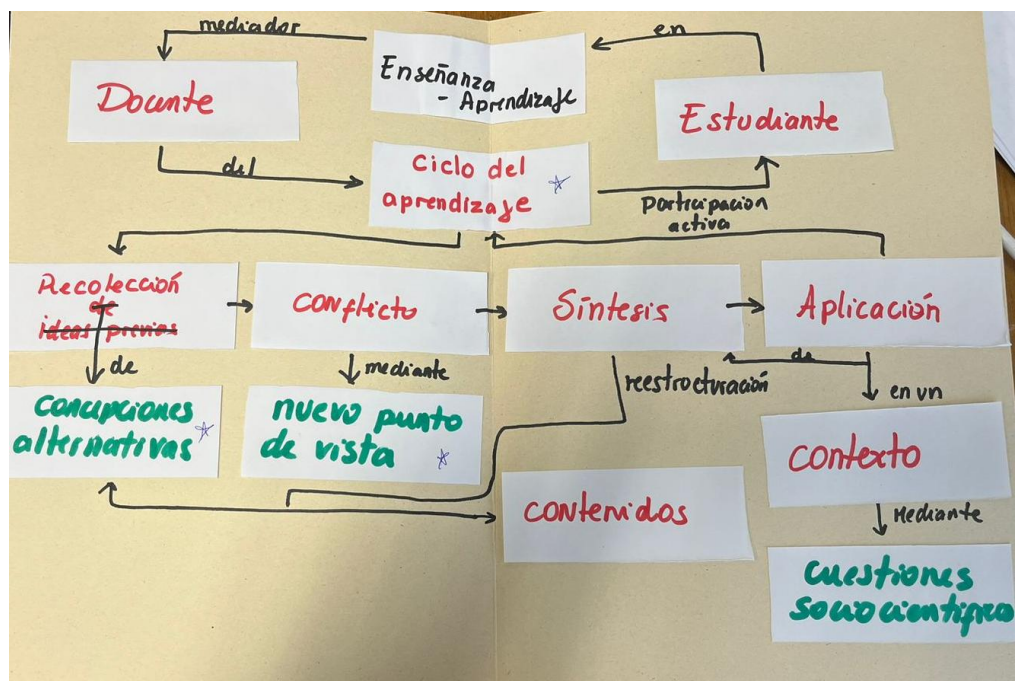 mediador
en
Enseñanza
- Aprendizaje
Docente
Estudiante
del
Ciclo del
aprendizaje
participación
activa
Recolección
de
ideas previas
conflicto
Síntesis
Aplicación
de
mediante
reestructuración
de
en un
concepciones
alternativas
nuevo punto
de vista
contexto
contenidos
Mediante
cuestiones
sociocientífica